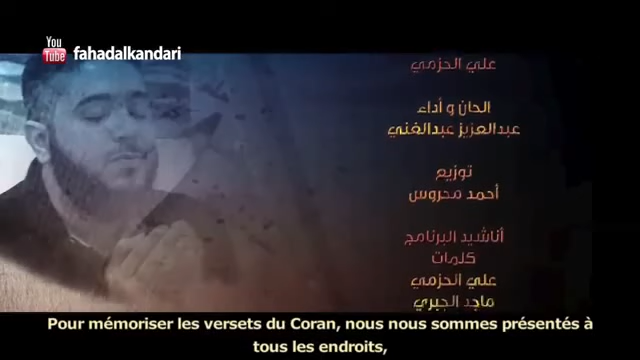 You
Tube fahadalkandari
علي الحزمي
الحان و أداء
عبدالعزيز عبدالغني
توزيع
أحمد محروس
أناشيد البرنامج
كلمات
علي الحزمي
ماجد الجبري
Pour mémoriser les versets du Coran, nous nous sommes présentés à
tous les endroits,